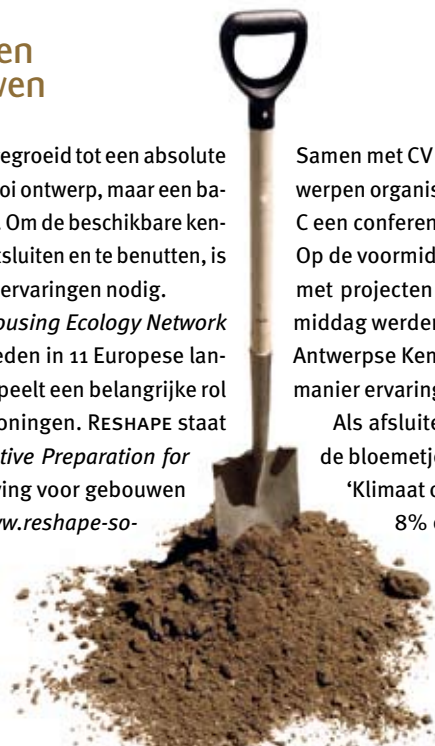 en
ven
egroeid tot een absolute
oi ontwerp, maar een ba-
. Om de beschikbare ken-
tsluiten en te benutten, is
ervaringen nodig.
ousing Ecology Network
eden in 11 Europese lan-
peelt een belangrijke rol
oningen. RESHAPE staat
tive Preparation for
ving voor gebouwen
w.reshape-so-
Samen met CV
werpen organis
C een conferen
Op de voormid
met projecten
middag werden
Antwerpse Ken
manier ervaring
Als afsluite
de bloemetje
'Klimaat o
8% e